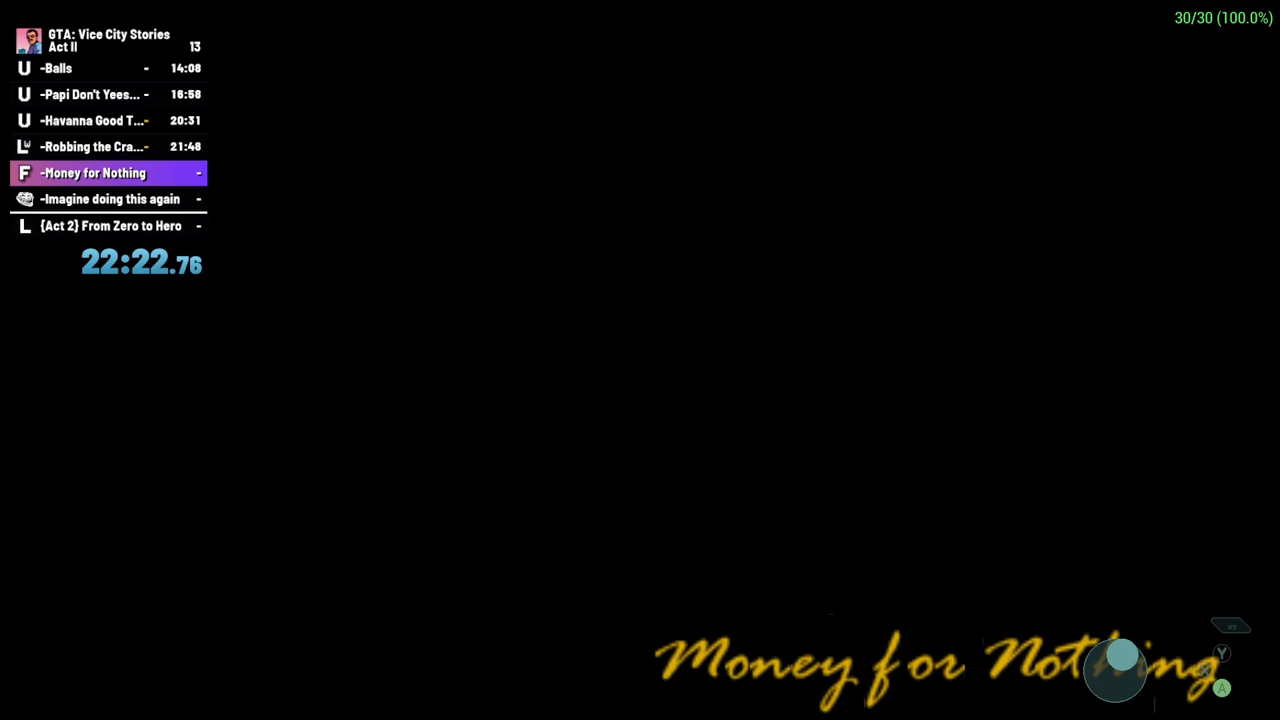 30/30 (100.0%)
GTA: Vice City Stories
Act II 13
U -Balls - 14:08
U -Papi Don't Yees... - 16:58
U -Havanna Good T...- 20:31
L -Robbing the Cra...- 21:48
F -Money for Nothing -
-Imagine doing this again -
L {Act 2} From Zero to Hero -
22:22.76
Money for Nothing
Y
A